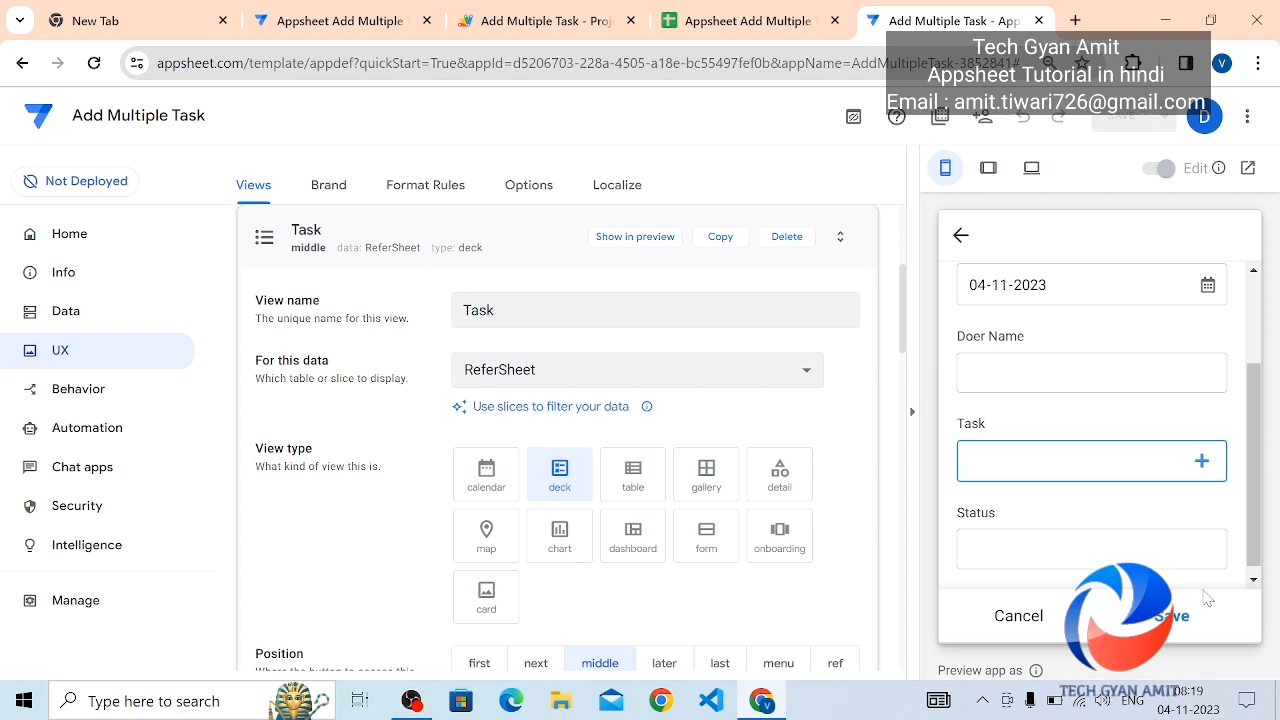 New Tab
Appsheet Add Multiple T
Add Multiple Task - Proj
Appsheet Add Multiple T
Add Multiple Task - App
Tech Gyan Amit
appsheet.com/template/appdef?quickStart=True&appId=d5206703-228a-4505-a18e-bc55497fef0b&appName=AddMultipleTask-3852841#
V
Appsheet Tutorial in hindi
Email : amit.tiwari726@gmail.com
Add Multiple Task
SAVE
D
Not Deployed
Views
Brand
Format Rules
Options
Localize
Edit
Home
Info
Data
UX
Behavior
Automation
Chat apps
Security
Intelligence
Manage
Task
middle data: ReferSheet type: deck
Show in preview
Copy
Delete
View name
The unique name for this view.
Task
For this data
Which table or slice to display.
ReferSheet
Use slices to filter your data
View type
What kind of view this is.
calendar
deck
table
gallery
detail
map
chart
dashboard
form
onboarding
card
Position
first
next
middle
later
last
menu
ref
04-11-2023
Doer Name
Task
Status
Cancel
Save
Preview app as
TECH GYAN AMIT
Type here to search
ENG
08:19
04-11-2023